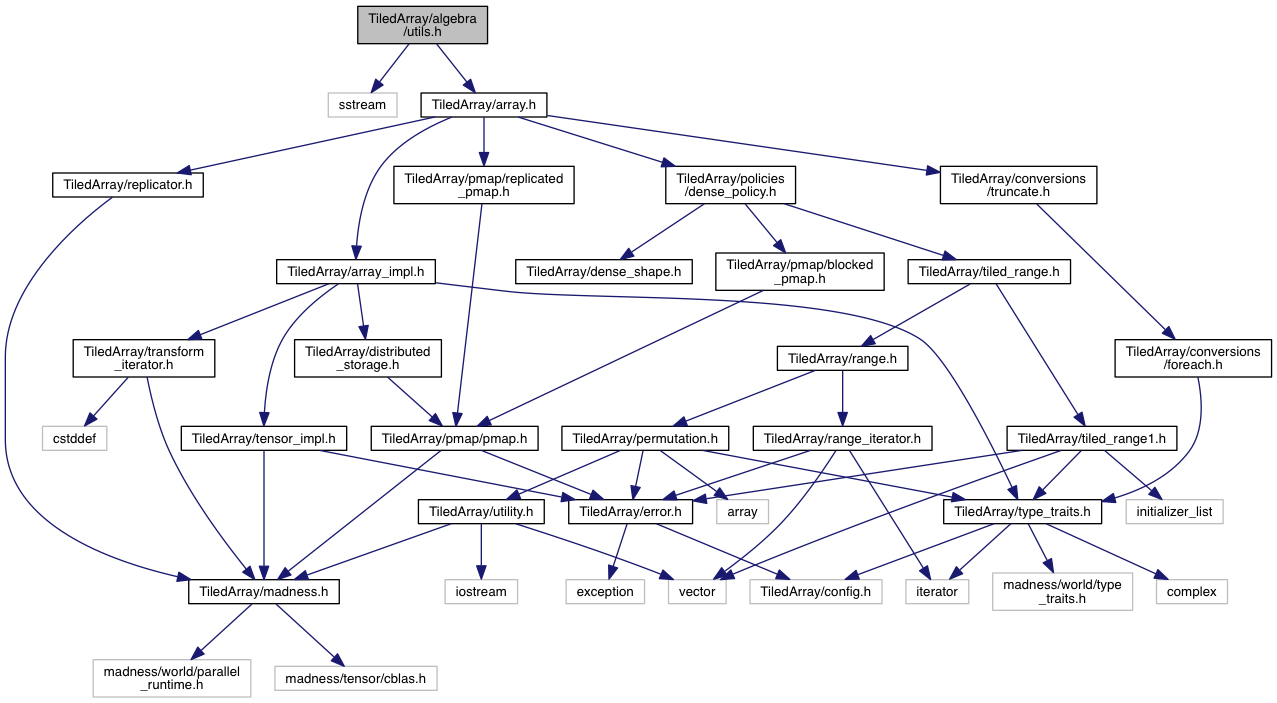 TiledArray/algebra
/utils.h
sstream
TiledArray/array.h
TiledArray/replicator.h
TiledArray/pmap/replicated
_pmap.h
TiledArray/policies
/dense_policy.h
TiledArray/conversions
/truncate.h
TiledArray/array_impl.h
TiledArray/dense_shape.h
TiledArray/pmap/blocked
_pmap.h
TiledArray/tiled_range.h
TiledArray/transform
_iterator.h
TiledArray/distributed
_storage.h
TiledArray/range.h
TiledArray/conversions
/foreach.h
cstddef
TiledArray/tensor_impl.h
TiledArray/pmap/pmap.h
TiledArray/permutation.h
TiledArray/range_iterator.h
TiledArray/tiled_range1.h
TiledArray/utility.h
TiledArray/error.h
array
TiledArray/type_traits.h
initializer_list
TiledArray/madness.h
iostream
exception
vector
TiledArray/config.h
iterator
madness/world/type
_traits.h
complex
madness/world/parallel
_runtime.h
madness/tensor/cblas.h